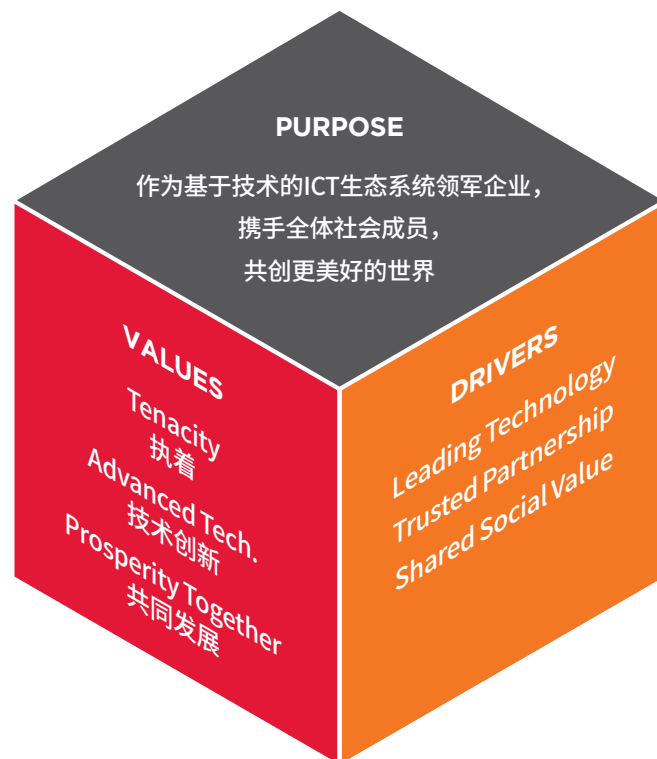 PURPOSE
作为基于技术的ICT生态系统领军企业，
携手全体社会成员，
共创更美好的世界
VALUES
Tenacity
执着
Advanced Tech.
技术创新
Prosperity Together
共同发展
DRIVERS
Leading Technology
Trusted Partnership
Shared Social Value